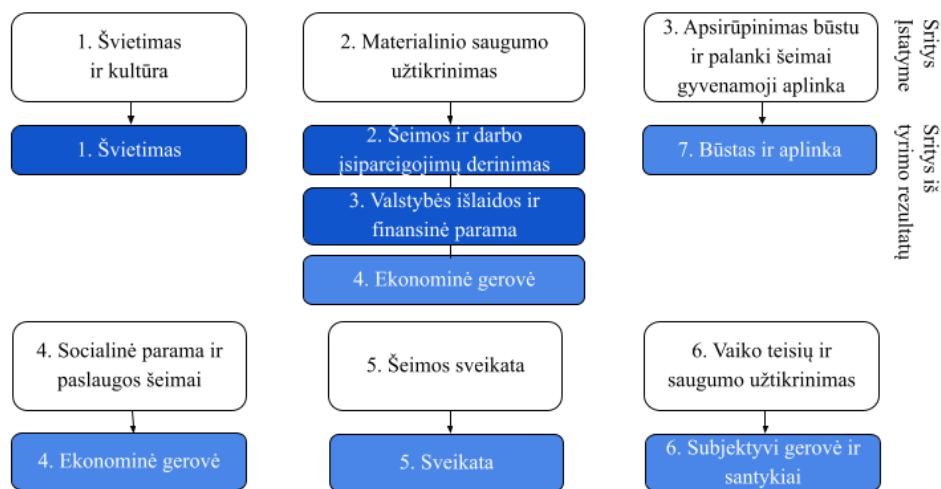 1. Švietimas
ir kultūra
2. Materialinio saugumo
užtikrinimas
3. Apsirūpinimas būstu
ir palanki šeimai
gyvenamoji aplinka
Sritys
Įstatyme
1. Švietimas
2. Šeimos ir darbo
įsipareigojimų derinimas
7. Būstas ir aplinka
Sritys iš
tyrimo rezultatų
3. Valstybės išlaidos ir
finansinė parama
4. Ekonominė gerovė
4. Socialinė parama ir
paslaugos šeimai
5. Šeimos sveikata
6. Vaiko teisių ir
saugumo užtikrinimas
4. Ekonominė gerovė
5. Sveikata
6. Subjektyvi gerovė ir
santykiai